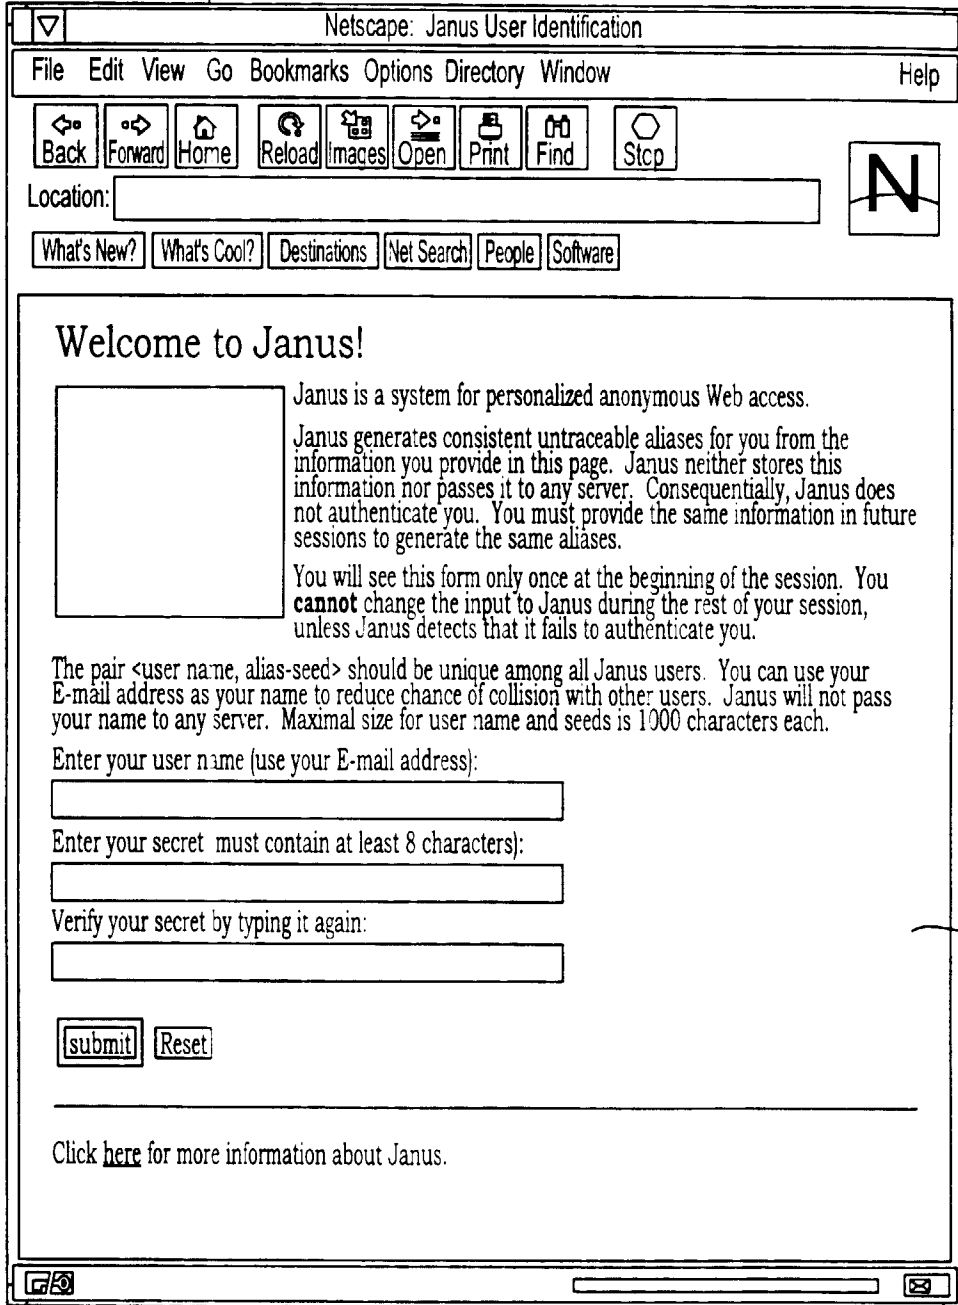 Netscape: Janus User Identification
File Edit View Go Bookmarks Options Directory Window Help
Back Forward Home Reload Images Open Print Find Stop
N
Location:
What's New? What's Cool? Destinations Net Search People Software
Welcome to Janus!
Janus is a system for personalized anonymous Web access.
Janus generates consistent untraceable aliases for you from the
information you provide in this page. Janus neither stores this
information nor passes it to any server. Consequentially, Janus does
not authenticate you. You must provide the same information in future
sessions to generate the same aliases.
You will see this form only once at the beginning of the session. You
cannot change the input to Janus during the rest of your session,
unless Janus detects that it fails to authenticate you.
The pair <user name, alias-seed> should be unique among all Janus users. You can use your
E-mail address as your name to reduce chance of collision with other users. Janus will not pass
your name to any server. Maximal size for user name and seeds is 1000 characters each.
Enter your user name (use your E-mail address):
Enter your secret must contain at least 8 characters):
Verify your secret by typing it again:
submit Reset
Click here for more information about Janus.